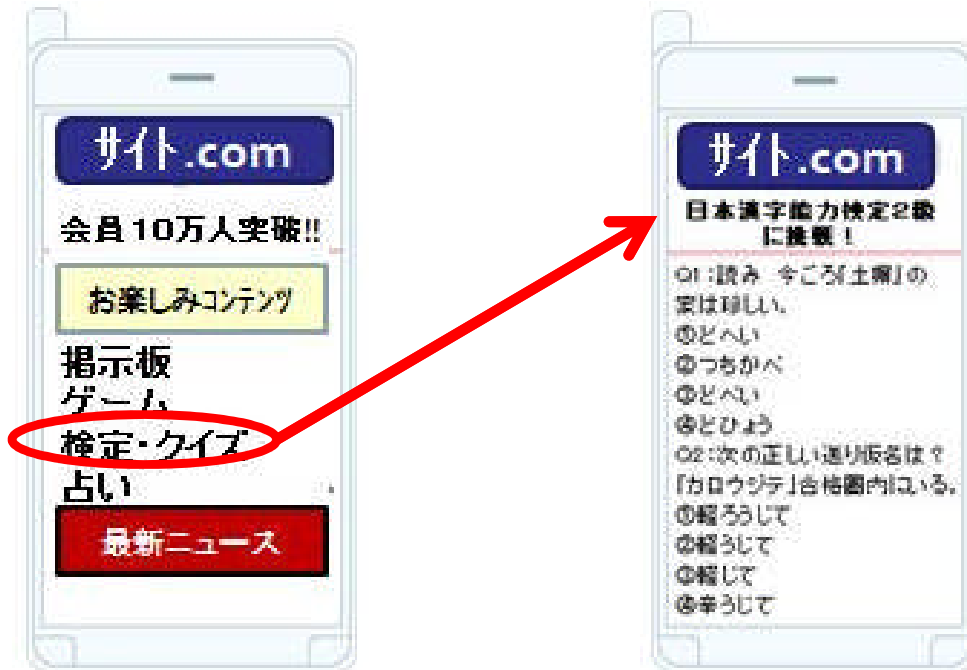 サイト.com
会員10万人突破!!
お楽しみコンテンツ
掲示板
ゲーム
検定・クイズ
占い
最新ニュース
サイト.com
日本漢字能力検定2級
に挑戦！
Q1：読み 今ごろ「土塀」の
家は珍しい。
①どへい
②つちかべ
③どべい
④どひょう
Q2：次の正しい送り仮名は？
「カロウジテ」合格圏内にいる。
①軽ろうじて
②軽うじて
③軽して
④辛うじて